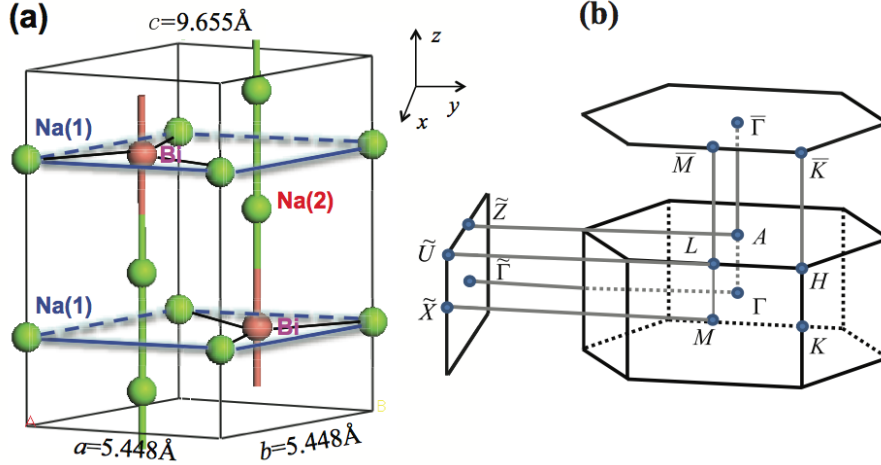 (a)
c=9.655Å
z
y
x
Na(1)
Bi
Na(2)
Na(1)
Bi
A
B
a=5.448Å
b=5.448Å
(b)
Γ̅
M̅
K̅
Z̃
Ũ
L
A
Γ̃
H
Γ
X̃
M
K